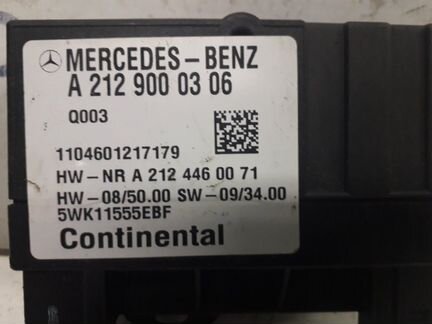 MERCEDES-BENZ
A 212 900 03 06
Q003
1104601217179
HW-NR A 212 446 00 71
HW-08/50.00 SW-09/34.00
5WK11555EBF
Continental